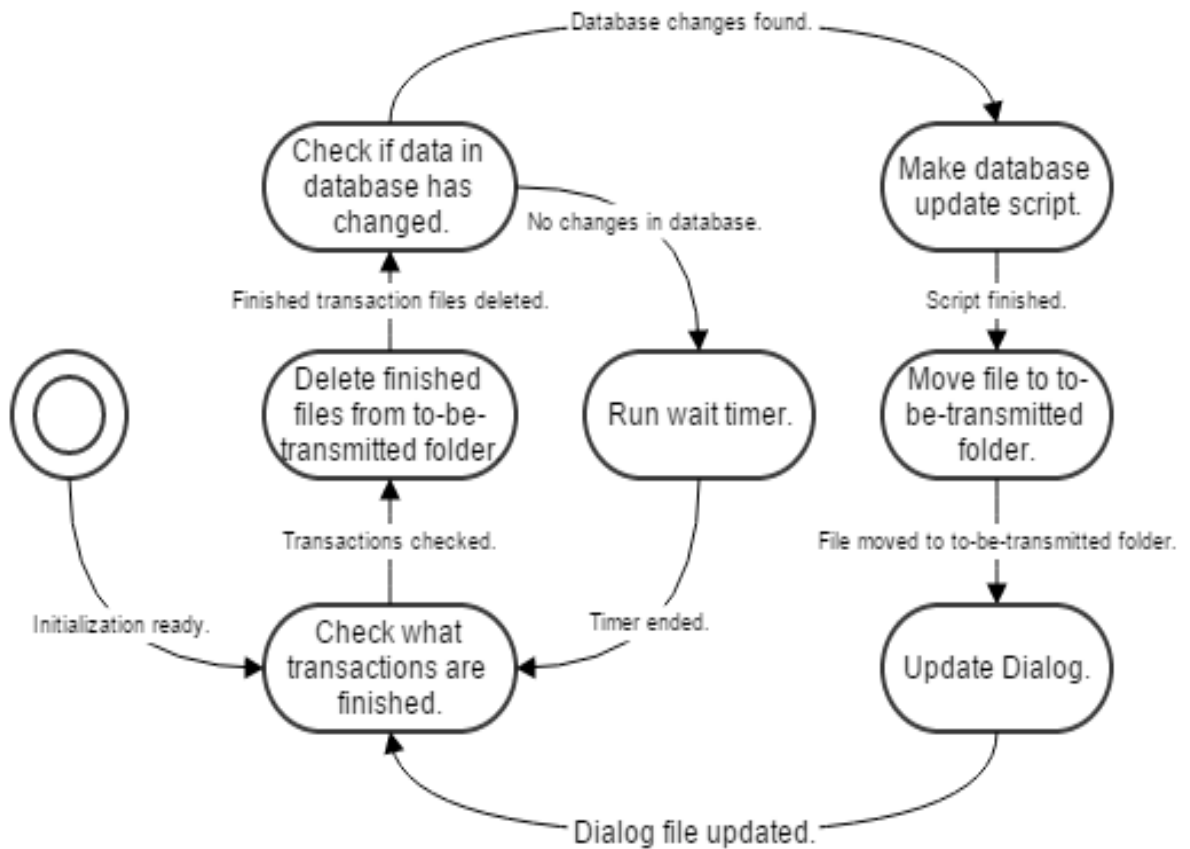 Database changes found.
Check if data in
database has
changed.
Make database
update script.
No changes in database.
Finished transaction files deleted.
Script finished.
Delete finished
files from to-be-
transmitted folder
Run wait timer.
Move file to to-
be-transmitted
folder.
Transactions checked.
File moved to to-be-transmitted folder.
Initialization ready.
Timer ended.
Check what
transactions are
finished.
Update Dialog.
Dialog file updated.